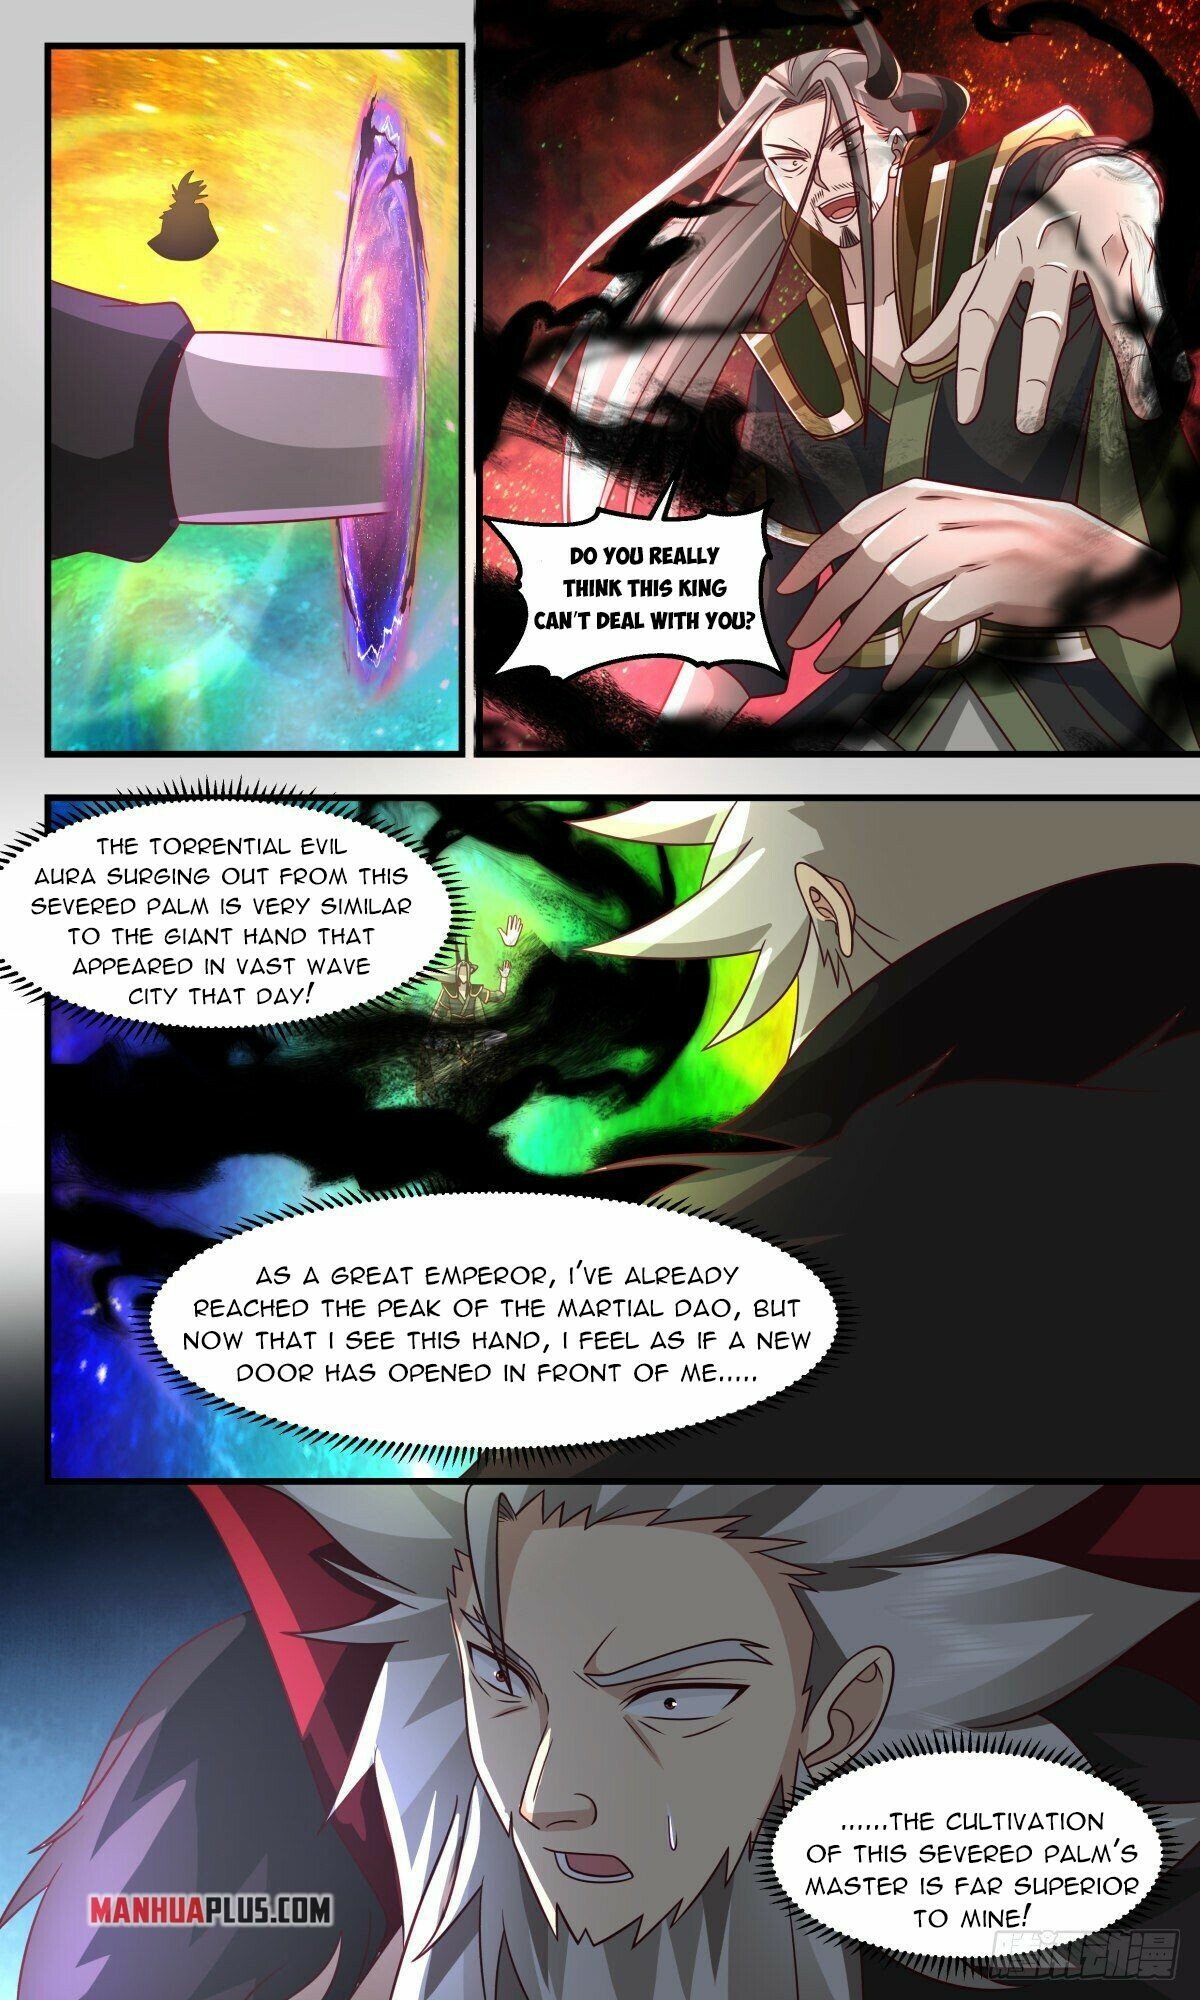 DO YOU REALLY
THINK THIS KING
CAN'T DEAL WITH YOU?
THE TORRENTIAL EVIL
AURA SURGING OUT FROM THIS
SEVERED PALM IS VERY SIMILAR
TO THE GIANT HAND THAT
APPEARED IN VAST WAVE
CITY THAT DAY!
AS A GREAT EMPEROR, I'VE ALREADY
REACHED THE PEAK OF THE MARTIAL DAO, BUT
NOW THAT I SEE THIS HAND, I FEEL AS IF A NEW
DOOR HAS OPENED IN FRONT OF ME.....
......THE CULTIVATION
OF THIS SEVERED PALM'S
MASTER IS FAR SUPERIOR
TO MINE!
MANHUAPLUS.COM